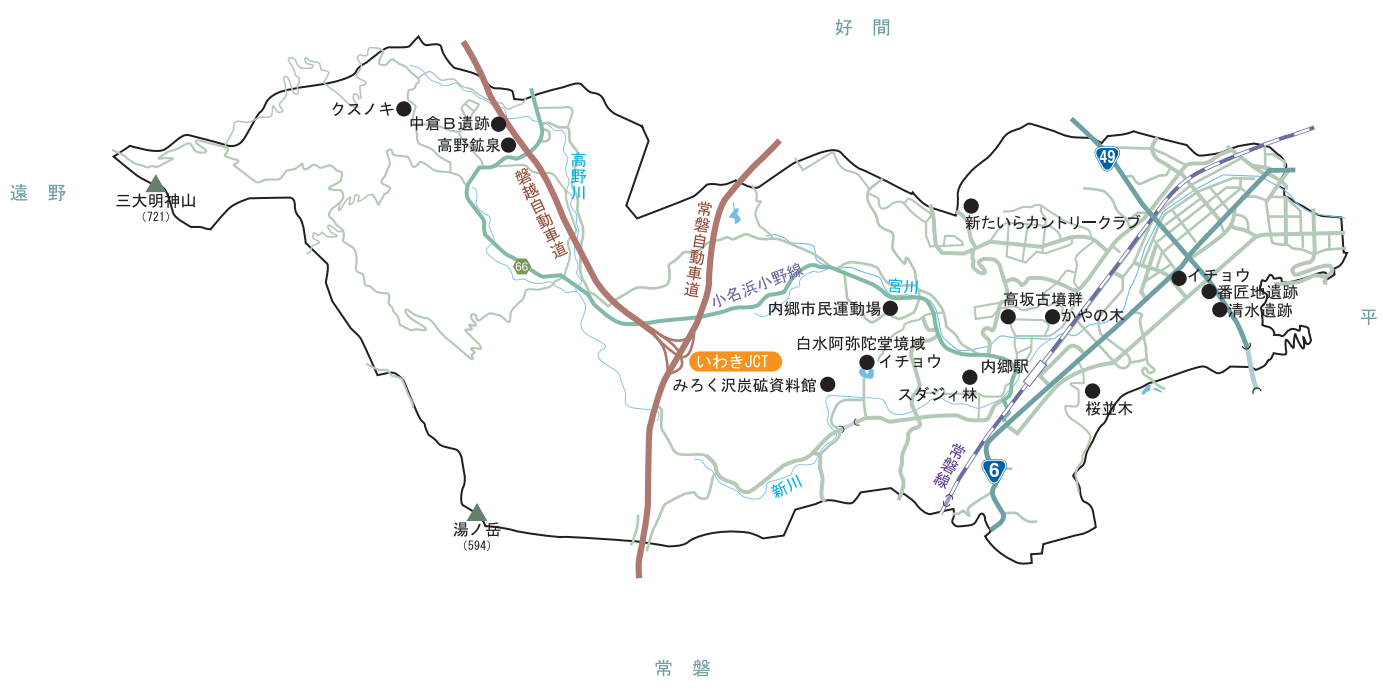 好　間
クスノキ
中倉Ｂ遺跡
高野鉱泉
49
高野川
遠　野
三大明神山
(721)
磐越自動車道
常磐自動車道
新たいらカントリークラブ
66
小名浜小野線
宮川
イチョウ
番匠地遺跡
清水遺跡
高坂古墳群
かやの木
内郷市民運動場
平
白水阿弥陀堂境域
イチョウ
いわきJCT
内郷駅
みろく沢炭砿資料館
スダジィ林
桜並木
常磐線
6
新川
湯ノ岳
(594)
常　磐